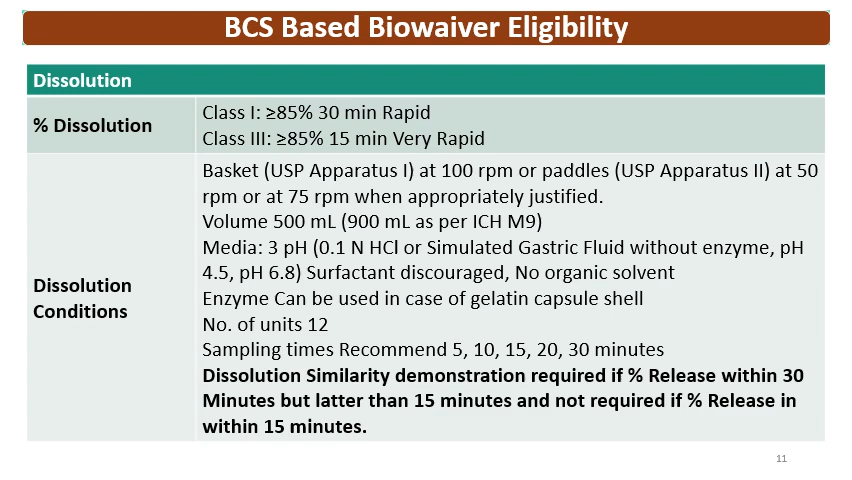 BCS Based Biowaiver Eligibility
Dissolution
% Dissolution
Class I: ≥85% 30 min Rapid
Class III: ≥85% 15 min Very Rapid
Dissolution
Conditions
Basket (USP Apparatus I) at 100 rpm or paddles (USP Apparatus II) at 50
rpm or at 75 rpm when appropriately justified.
Volume 500 mL (900 mL as per ICH M9)
Media: 3 pH (0.1 N HCl or Simulated Gastric Fluid without enzyme, pH
4.5, pH 6.8) Surfactant discouraged, No organic solvent
Enzyme Can be used in case of gelatin capsule shell
No. of units 12
Sampling times Recommend 5, 10, 15, 20, 30 minutes
Dissolution Similarity demonstration required if % Release within 30
Minutes but latter than 15 minutes and not required if % Release in
within 15 minutes.
11